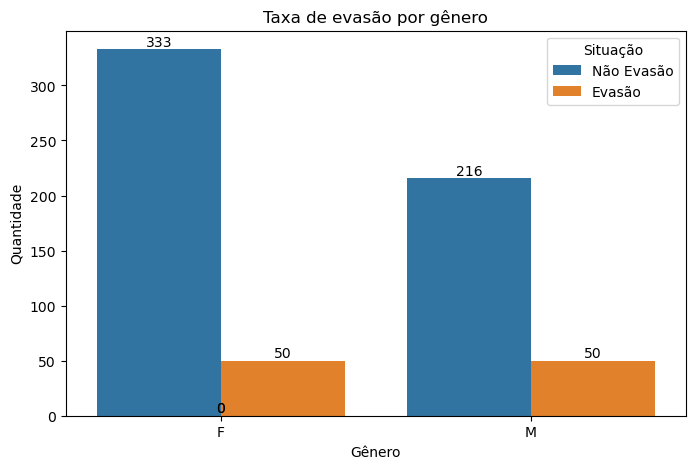 Taxa de evasão por gênero
Situação
Não Evasão
Evasão
333
216
50
50
0
300
250
200
150
100
50
0
Quantidade
F
M
Gênero